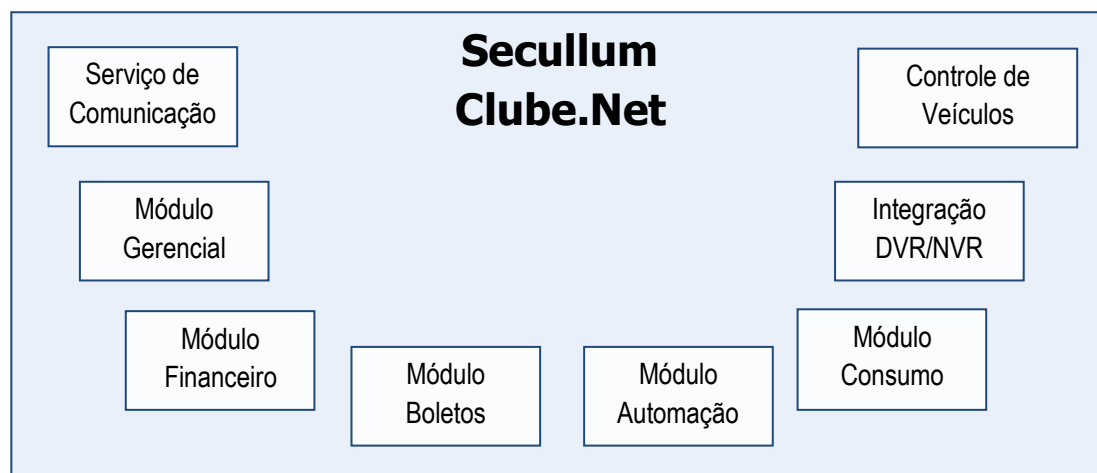 Secullum
Clube.Net
Serviço de
Comunicação
Controle de
Veículos
Módulo
Gerencial
Integração
DVR/NVR
Módulo
Financeiro
Módulo
Consumo
Módulo
Boletos
Módulo
Automação